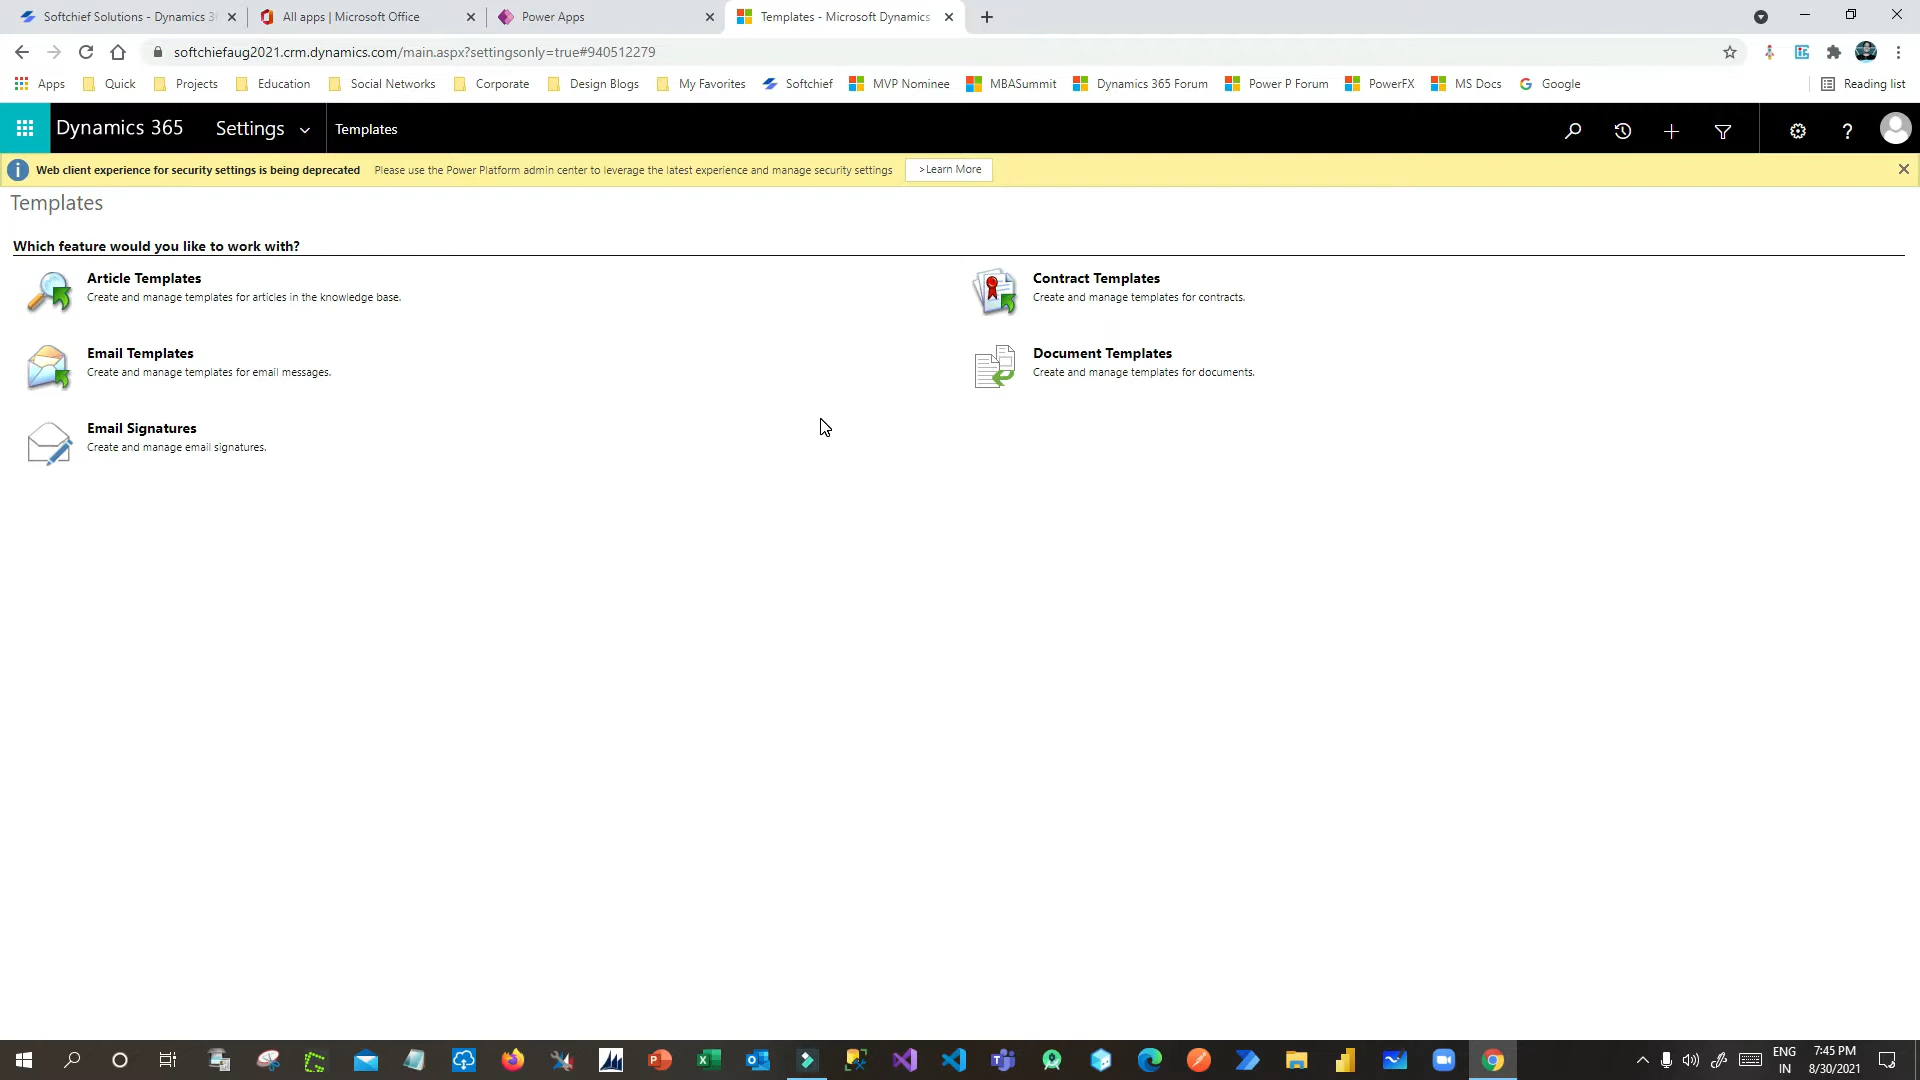 Softchief Solutions - Dynamics 3
All apps | Microsoft Office
Power Apps
Templates - Microsoft Dynamics
softchiefaug2021.crm.dynamics.com/main.aspx?settingsonly=true#940512279
Apps
Quick
Projects
Education
Social Networks
Corporate
Design Blogs
My Favorites
Softchief
MVP Nominee
MBASummit
Dynamics 365 Forum
Power P Forum
PowerFX
MS Docs
Google
Reading list
Dynamics 365
Settings
Templates
Web client experience for security settings is being deprecated
Please use the Power Platform admin center to leverage the latest experience and manage security settings
>Learn More
Templates
Which feature would you like to work with?
Article Templates
Create and manage templates for articles in the knowledge base.
Contract Templates
Create and manage templates for contracts.
Email Templates
Create and manage templates for email messages.
Document Templates
Create and manage templates for documents.
Email Signatures
Create and manage email signatures.
ENG
IN
7:45 PM
8/30/2021